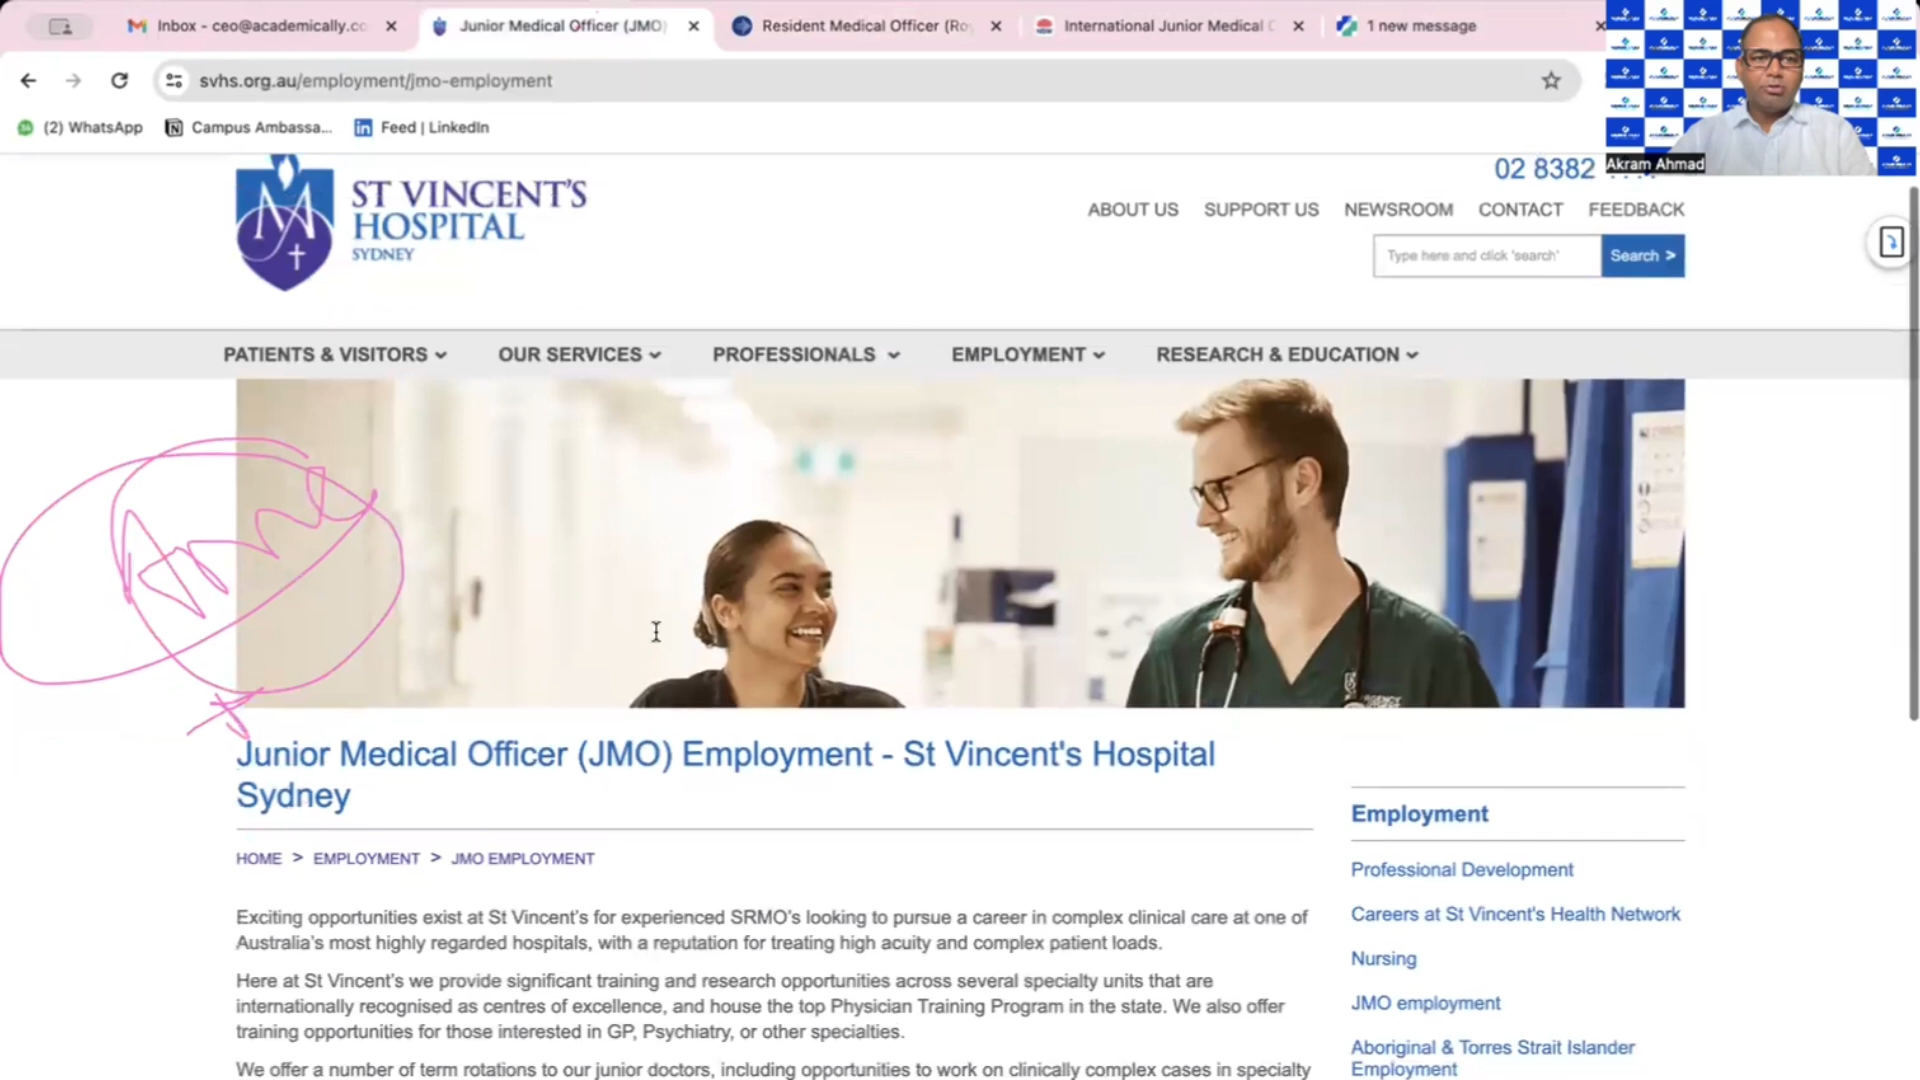 Inbox - ceo@academically.co
Junior Medical Officer (JMO)
Resident Medical Officer (Ro
International Junior Medical
1 new message
svhs.org.au/employment/jmo-employment
(2) WhatsApp
Campus Ambassa...
Feed | LinkedIn
Akram Ahmad
ST VINCENT'S
HOSPITAL
SYDNEY
02 8382
ABOUT US SUPPORT US NEWSROOM CONTACT FEEDBACK
Type here and click 'search'
Search >
PATIENTS & VISITORS OUR SERVICES PROFESSIONALS EMPLOYMENT RESEARCH & EDUCATION
Junior Medical Officer (JMO) Employment - St Vincent's Hospital
Sydney
HOME > EMPLOYMENT > JMO EMPLOYMENT
Exciting opportunities exist at St Vincent's for experienced SRMO's looking to pursue a career in complex clinical care at one of
Australia's most highly regarded hospitals, with a reputation for treating high acuity and complex patient loads.
Here at St Vincent's we provide significant training and research opportunities across several specialty units that are
internationally recognised as centres of excellence, and house the top Physician Training Program in the state. We also offer
training opportunities for those interested in GP, Psychiatry, or other specialties.
We offer a number of term rotations to our junior doctors, including opportunities to work on clinically complex cases in specialty
Employment
Professional Development
Careers at St Vincent's Health Network
Nursing
JMO employment
Aboriginal & Torres Strait Islander
Employment